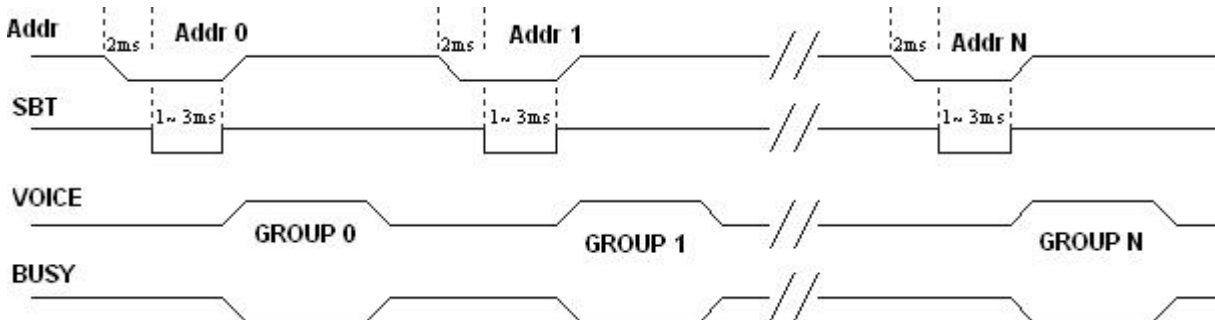 Addr 2ms Addr 0 2ms Addr 1 2ms Addr N
SBT 1~ 3ms 1~ 3ms 1~ 3ms
VOICE GROUP 0 GROUP 1 GROUP N
BUSY